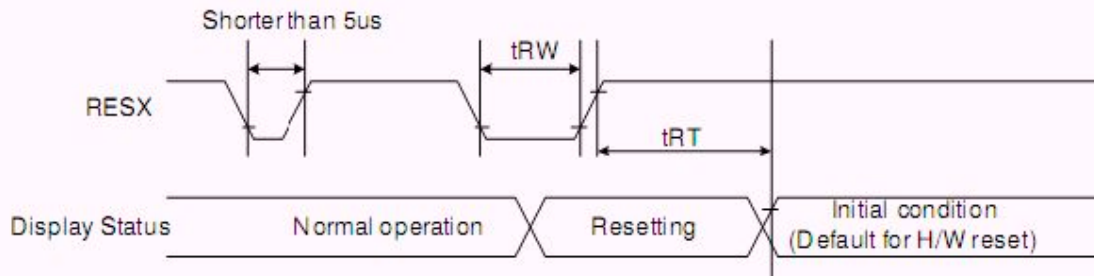 Shorter than 5us
tRW
RESX
tRT
Display Status
Normal operation
Resetting
Initial condition
(Default for H/W reset)